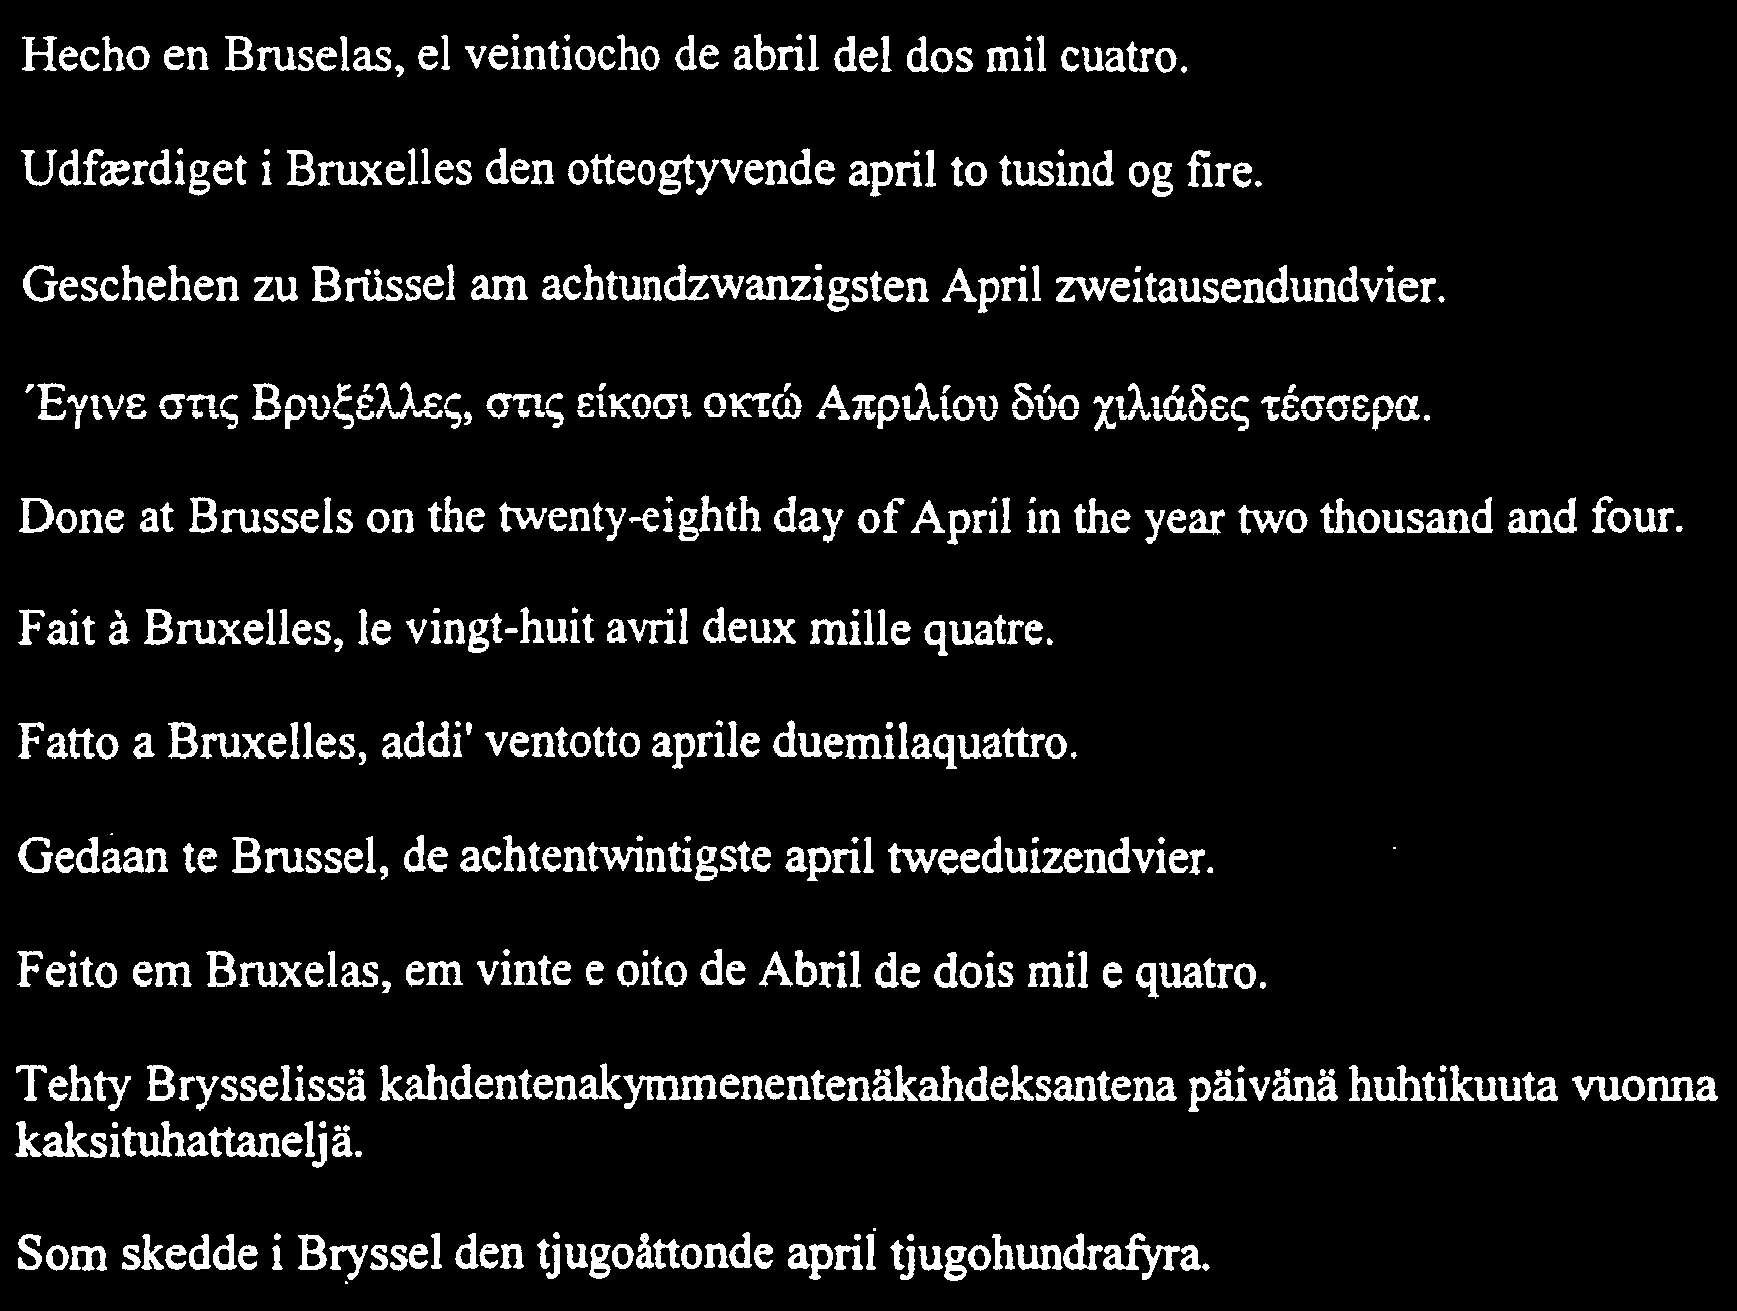 Hecho en Bruselas, el veintiocho de abril del dos mil cuatro.
Udfærdiget i Bruxelles den otteogtyvende april to tusind og fire.
Geschehen zu Brüssel am achtundzwanzigsten April zweitausendundvier.
Έγινε στις Βρυξέλλες, στις είκοσι οκτώ Απριλίου δύο χιλιάδες τέσσερα.
Done at Brussels on the twenty-eighth day of April in the year two thousand and four.
Fait à Bruxelles, le vingt-huit avril deux mille quatre.
Fatto a Bruxelles, addi' ventotto aprile duemilaquattro.
Gedaan te Brussel, de achtentwintigste april tweeduizendvier.
Feito em Bruxelas, em vinte e oito de Abril de dois mil e quatro.
Tehty Brysselissä kahdentenakymmenentenäkahdeksantena päivänä huhtikuuta vuonna
kaksituhattaneljä.
Som skedde i Bryssel den tjugoåttonde april tjugohundrafyra.